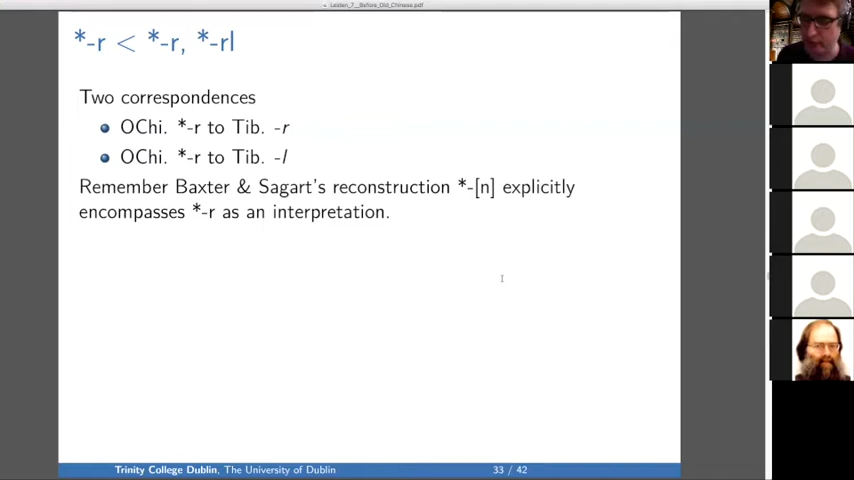 Leiden_7__Before_Old_Chinese.pdf
*-r < *-r, *-rl
Two correspondences
OChi. *-r to Tib. -r
OChi. *-r to Tib. -l
Remember Baxter & Sagart's reconstruction *-[n] explicitly
encompasses *-r as an interpretation.
Trinity College Dublin, The University of Dublin
33 / 42